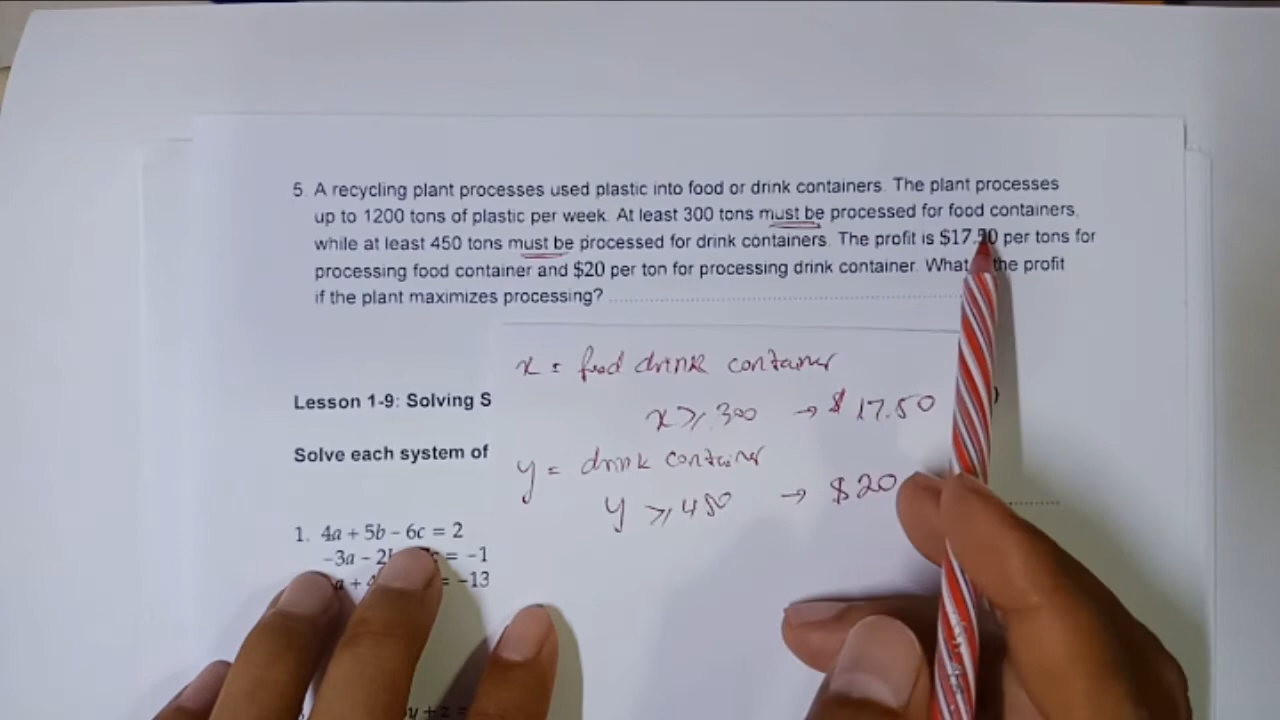 5 A recycling plant processes used plastic into food or drink containers. The plant processes
up to 1200 tons of plastic per week. At least 300 tons must be processed for food containers,
while at least 450 tons must be processed for drink containers. The profit is $17.50 per tons for
processing food container and $20 per ton for processing drink container. What the profit
if the plant maximizes processing?
x = food drink container
x ≥ 300 → $ 17.50
y = drink container
y ≥ 450 → $20
Lesson 1-9: Solving S
Solve each system of
1. 4a + 5b – 6c = 2
–3a – 2 = –1
a + 4 = –13
y + z =